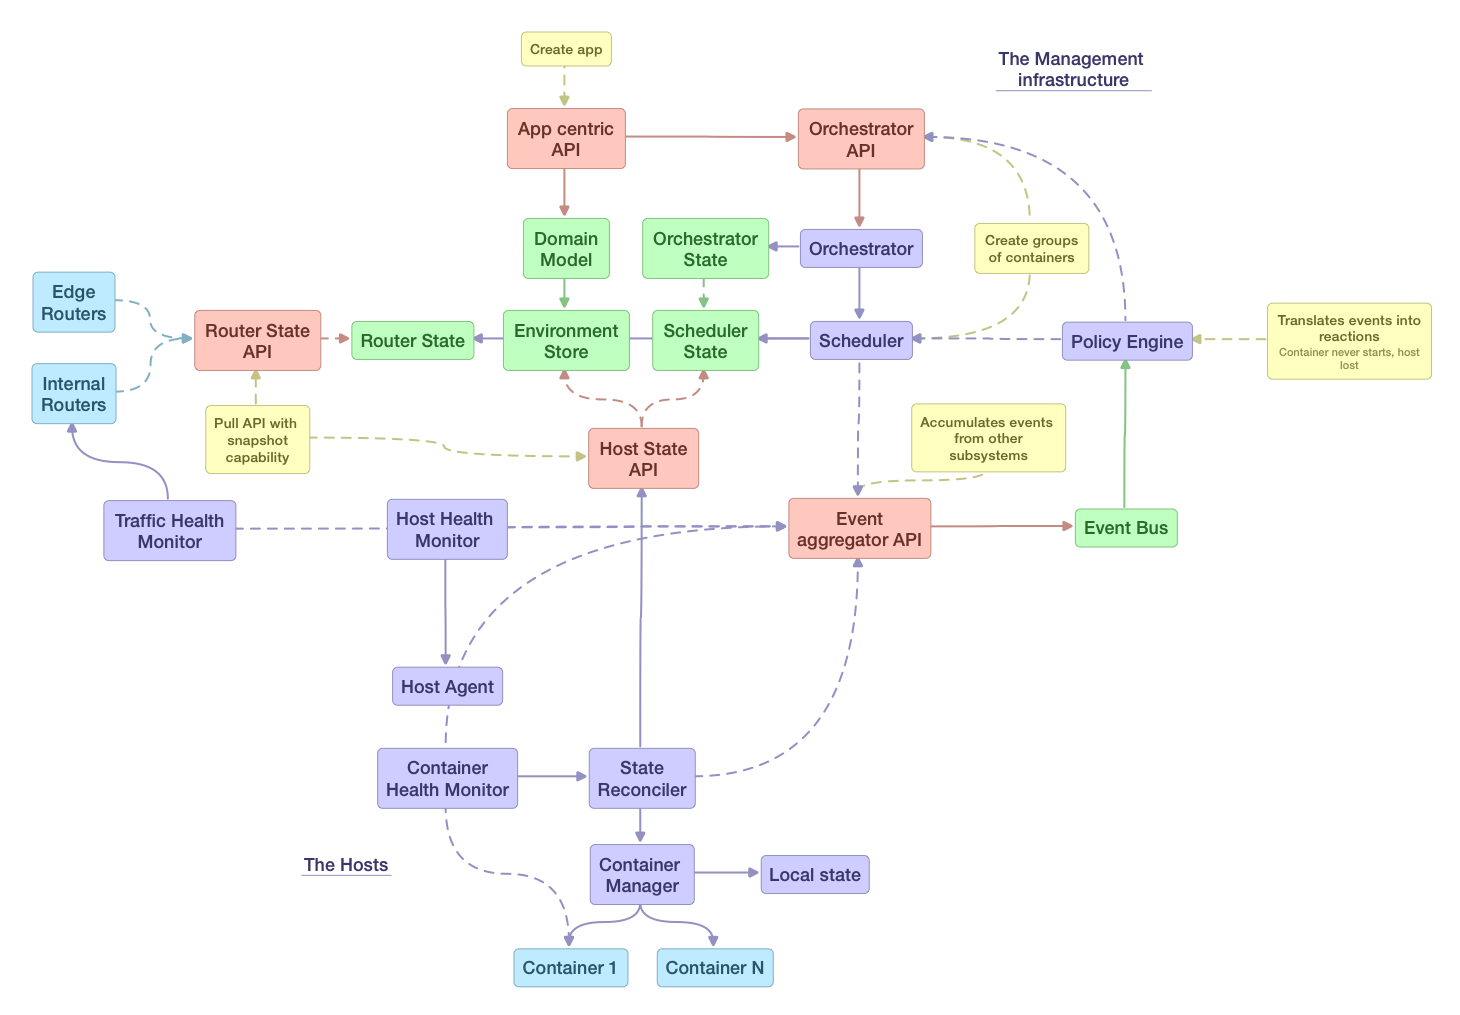 Create app
The Management
infrastructure
App centric
API
Orchestrator
API
Domain
Model
Orchestrator
State
Orchestrator
Create groups
of containers
Edge
Routers
Router State
API
Router State
Environment
Store
Scheduler
State
Scheduler
Policy Engine
Translates events into
reactions
Container never starts, host
lost
Internal
Routers
Pull API with
snapshot
capability
Host State
API
Accumulates events
from other
subsystems
Traffic Health
Monitor
Host Health
Monitor
Event
aggregator API
Event Bus
Host Agent
Container
Health Monitor
State
Reconciler
The Hosts
Container
Manager
Local state
Container 1
Container N